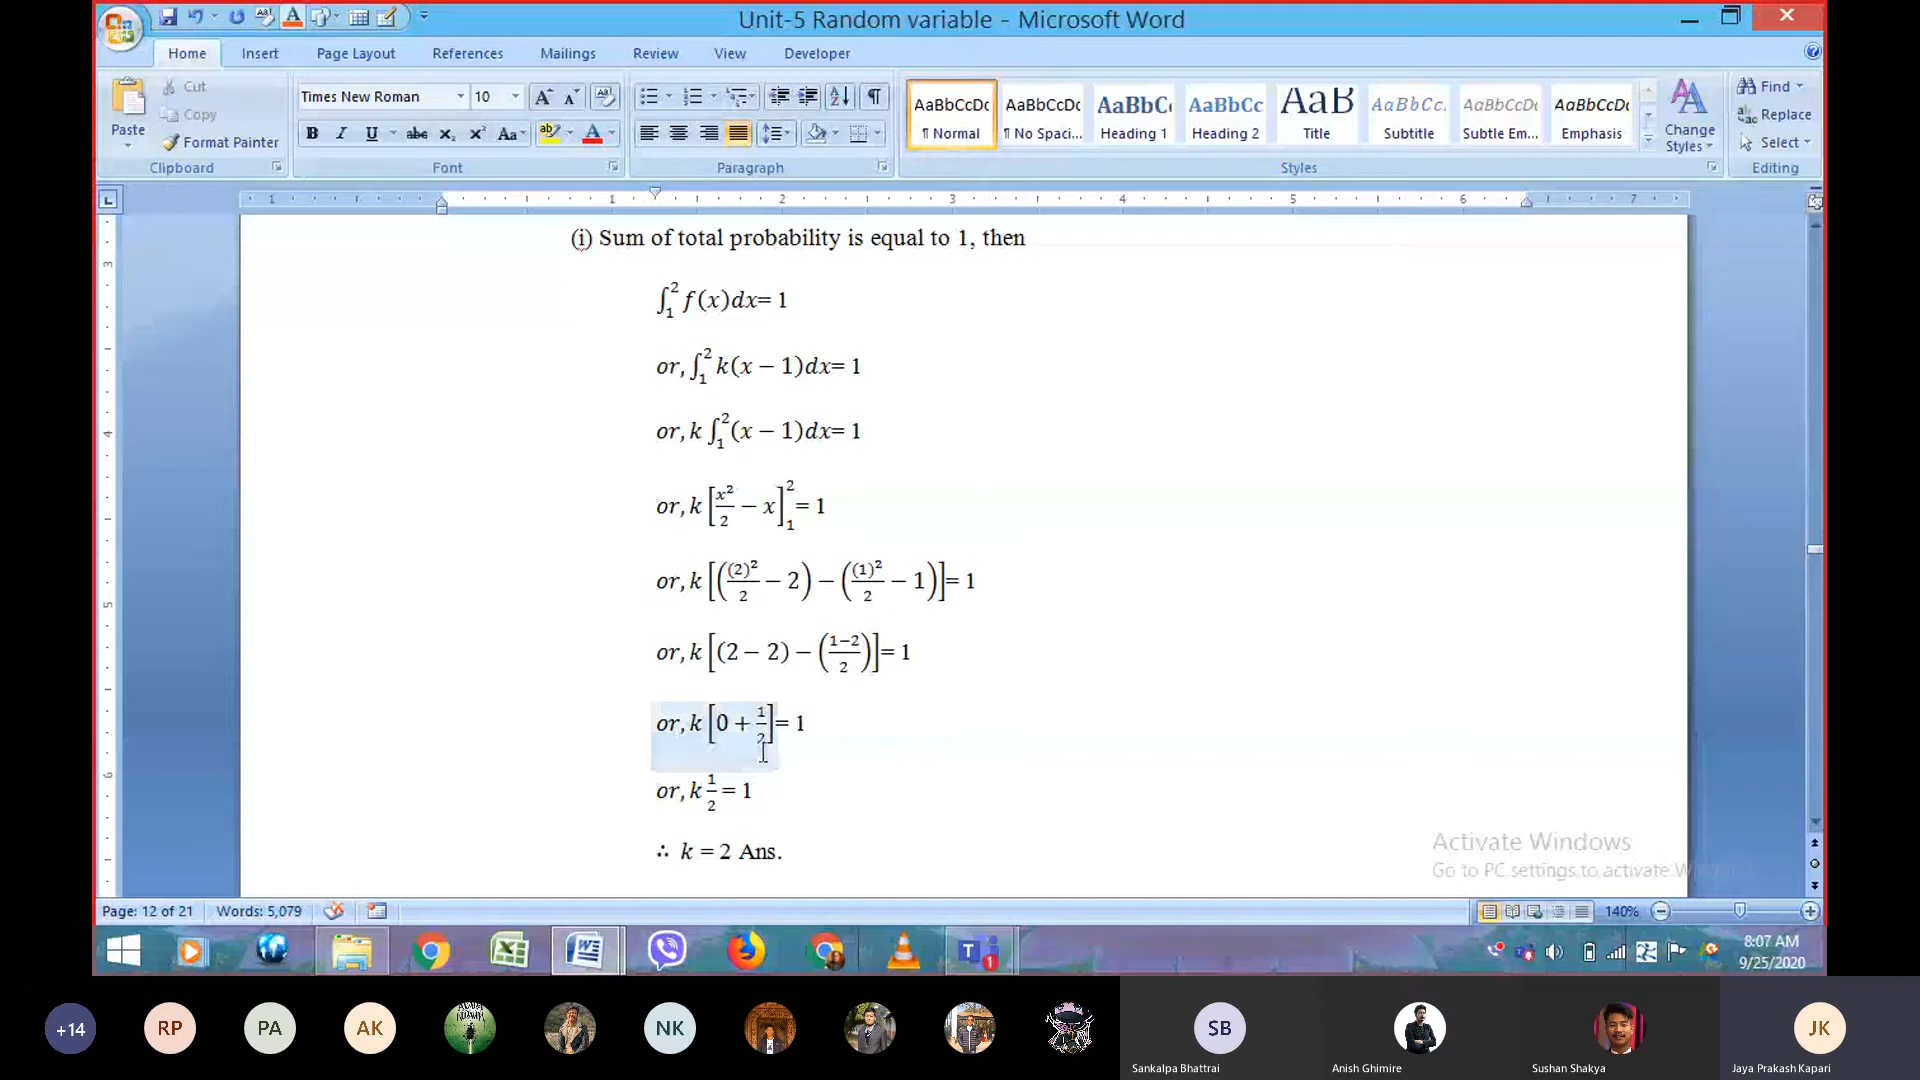 Unit-5 Random variable - Microsoft Word
Home Insert Page Layout References Mailings Review View Developer
Cut
Copy
Format Painter
Paste
Clipboard
Times New Roman 10
Font
Paragraph
AaBbCcDc AaBbCcDc AaBbC AaBbCc AaB AaBbCc. AaBbCcDc AaBbCcDc
¶ Normal ¶ No Spaci... Heading 1 Heading 2 Title Subtitle Subtle Em... Emphasis
Change Styles
Styles
Find
Replace
Select
Editing
(i) Sum of total probability is equal to 1, then
∫₁² f(x)dx= 1
or, ∫₁² k(x − 1)dx= 1
or, k ∫₁²(x − 1)dx= 1
or, k [x²/2 − x]₁² = 1
or, k [((2)²/2 − 2) − ((1)²/2 − 1)]= 1
or, k [(2 − 2) − ((1−2)/2)]= 1
or, k [0 + 1/2]= 1
or, k 1/2 = 1
∴ k = 2 Ans.
Activate Windows
Go to PC settings to activate W
Page: 12 of 21 Words: 5,079 140%
8:07 AM
9/25/2020
+14 RP PA AK NK SB JK
Sankalpa Bhattrai Anish Ghimire Sushan Shakya Jaya Prakash Kapari